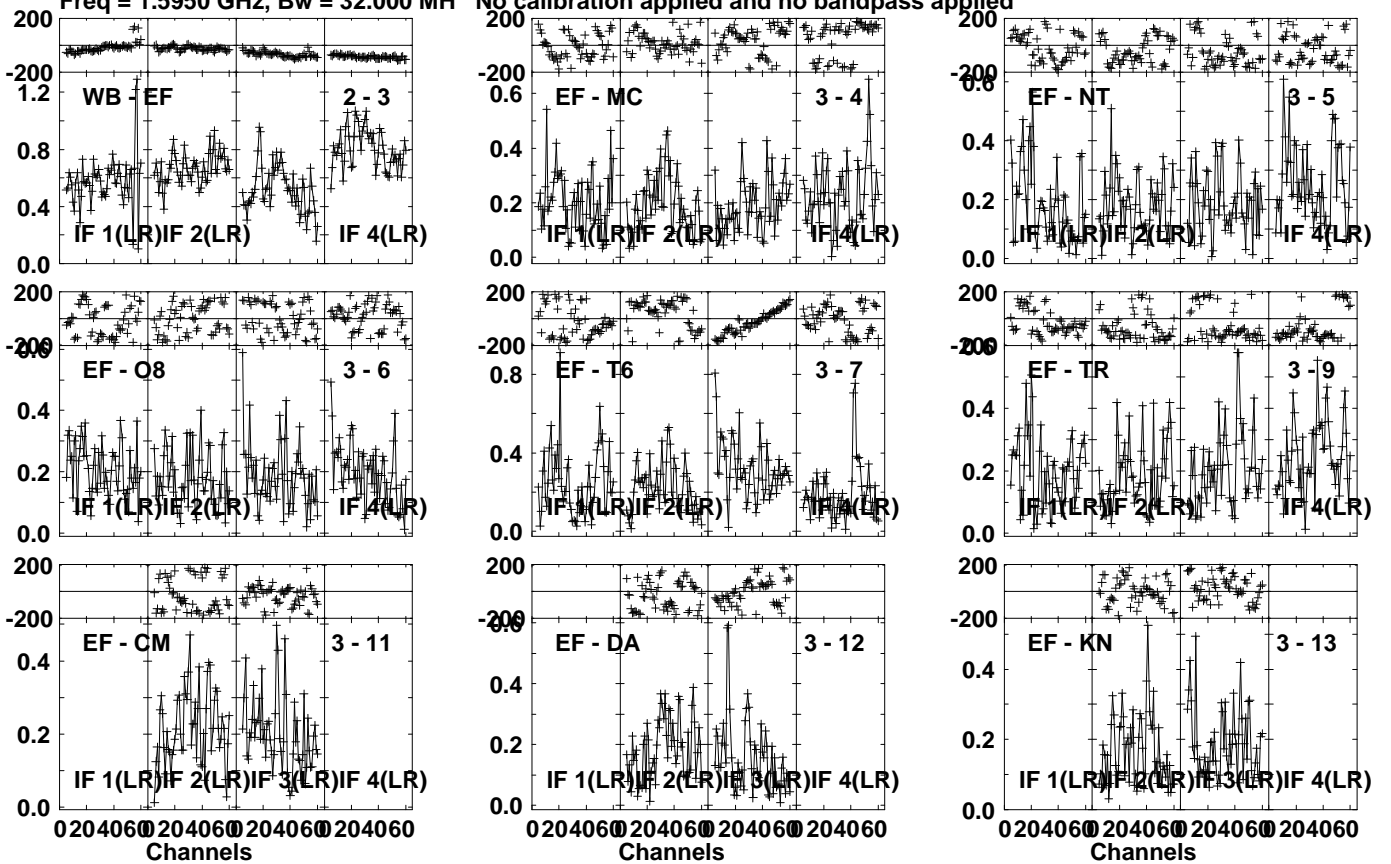 Freq = 1.5950 GHz, Bw = 32.000 MH No calibration applied and no bandpass applied
200
-200
WB - EF 2 - 3
1.2
0.8
0.4
0.0
IF 1(LR) IF 2(LR) IF 4(LR)
200
-200
EF - MC 3 - 4
0.6
0.4
0.2
0.0
IF 1(LR) IF 2(LR) IF 4(LR)
200
-200
EF - NT 3 - 5
0.6
0.4
0.2
0.0
IF 1(LR) IF 2(LR) IF 4(LR)
200
-200
EF - O8 3 - 6
0.6
0.4
0.2
0.0
IF 1(LR) IF 2(LR) IF 4(LR)
200
-200
EF - T6 3 - 7
0.8
0.4
0.0
IF 1(LR) IF 2(LR) IF 4(LR)
200
-200
EF - TR 3 - 9
0.6
0.4
0.2
0.0
IF 1(LR) IF 2(LR) IF 4(LR)
200
-200
EF - CM 3 - 11
0.4
0.2
0.0
IF 1(LR) IF 2(LR) IF 3(LR) IF 4(LR)
0 20 40 60 0 20 40 60 0 20 40 60 0 20 40 60
Channels
200
-200
EF - DA 3 - 12
0.6
0.4
0.2
0.0
IF 1(LR) IF 2(LR) IF 3(LR) IF 4(LR)
0 20 40 60 0 20 40 60 0 20 40 60 0 20 40 60
Channels
200
-200
EF - KN 3 - 13
0.4
0.2
0.0
IF 1(LR) IF 2(LR) IF 3(LR) IF 4(LR)
0 20 40 60 0 20 40 60 0 20 40 60 0 20 40 60
Channels